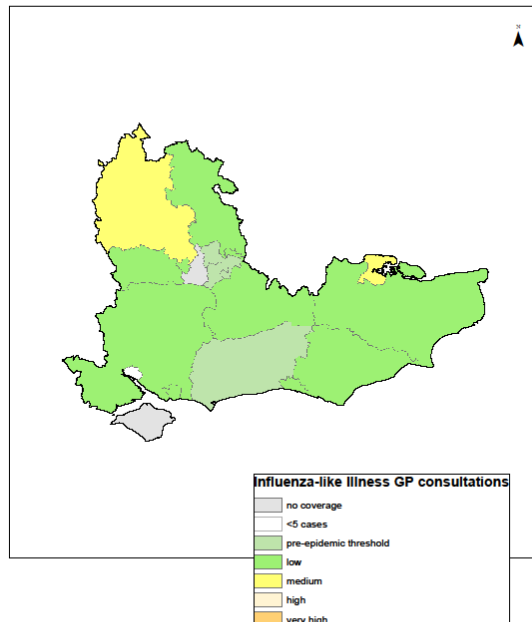 N
Influenza-like Illness GP consultations
no coverage
<5 cases
pre-epidemic threshold
low
medium
high
very high